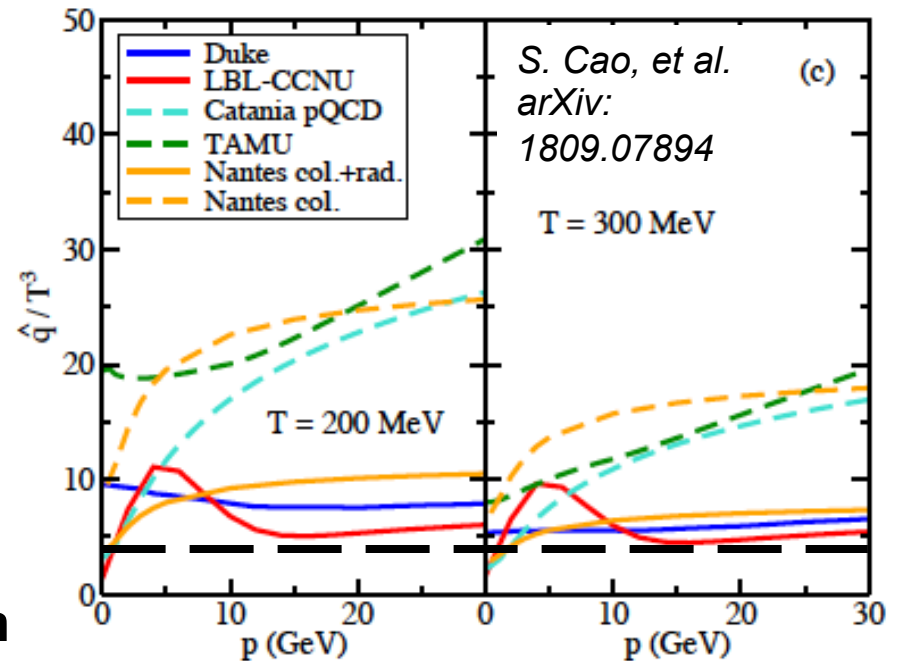 50
40
30
20
10
0
q̂ / T³
Duke
LBL-CCNU
Catania pQCD
TAMU
Nantes col.+rad.
Nantes col.
T = 200 MeV
S. Cao, et al.
arXiv:
1809.07894
(c)
T = 300 MeV
0 10 20 0 10 20 30
p (GeV) p (GeV)
n